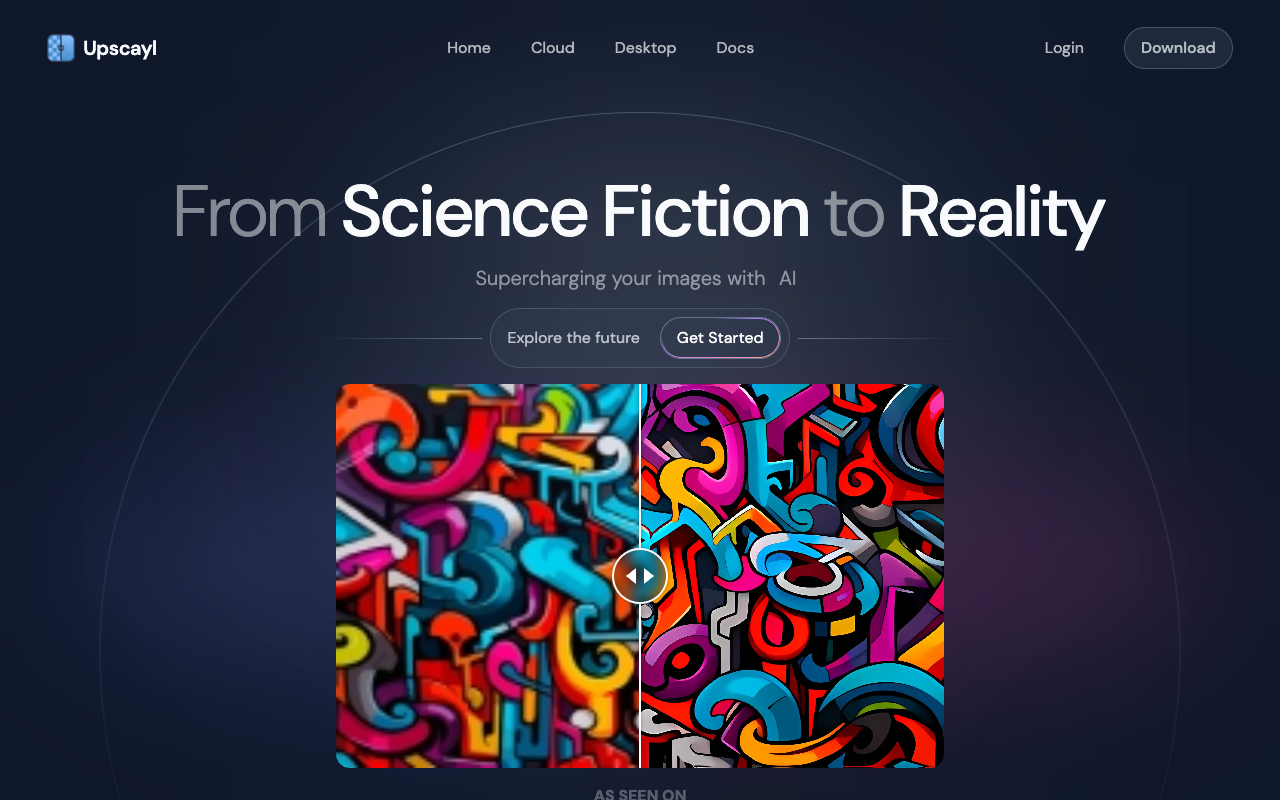 Upscayl
Home
Cloud
Desktop
Docs
Login
Download
From Science Fiction to Reality
Supercharging your images with AI
Explore the future
Get Started
AS SEEN ON